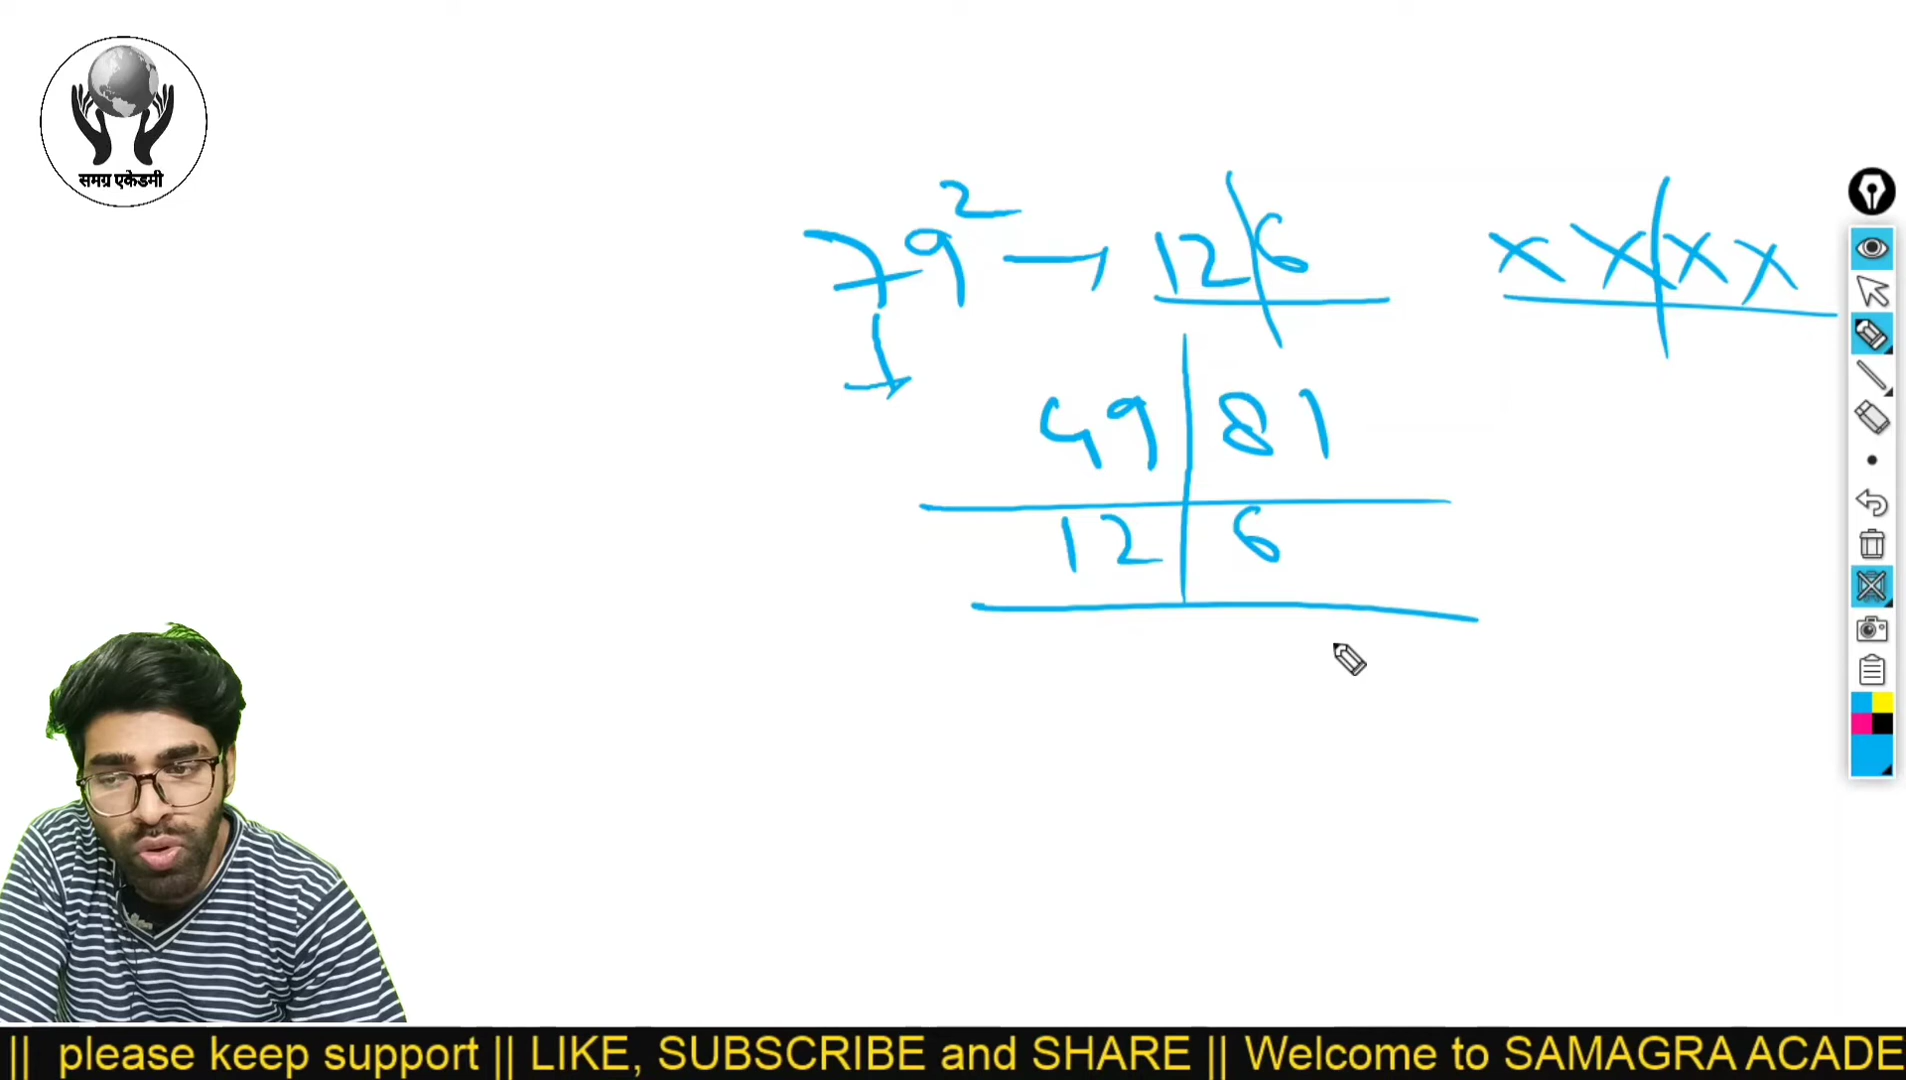 समग्र एकेडमी
79² → 12|6 xx|xx
49|81
12|6
|| please keep support || LIKE, SUBSCRIBE and SHARE || Welcome to SAMAGRA ACADE